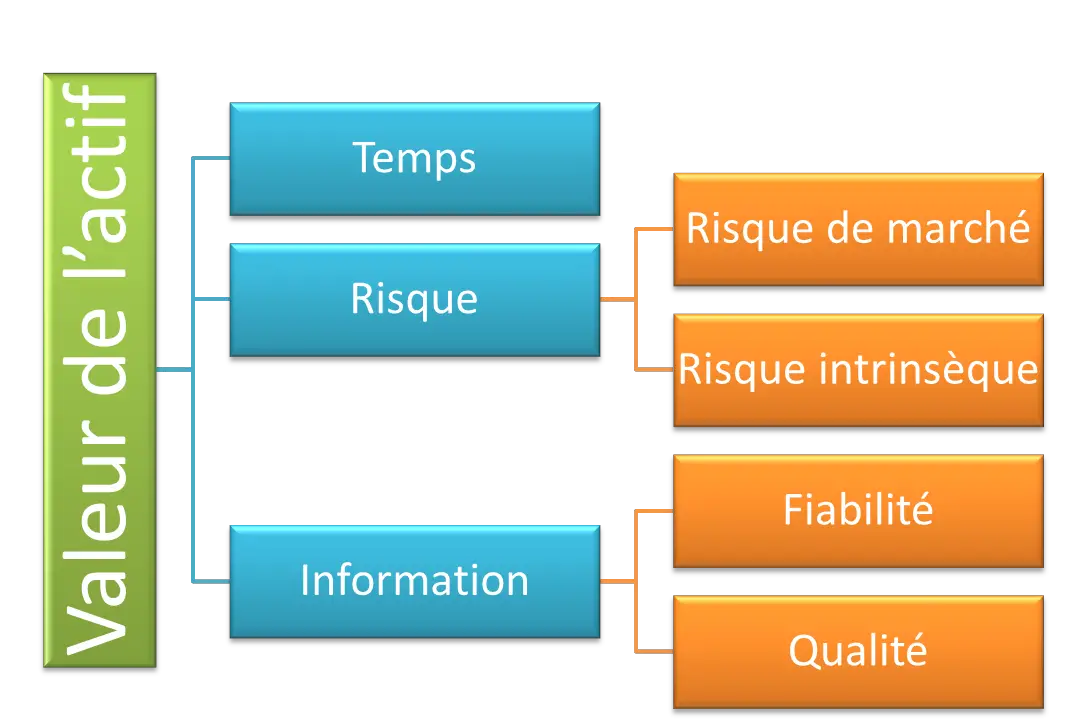 Valeur de l’actif
Temps
Risque
Risque de marché
Risque intrinsèque
Information
Fiabilité
Qualité